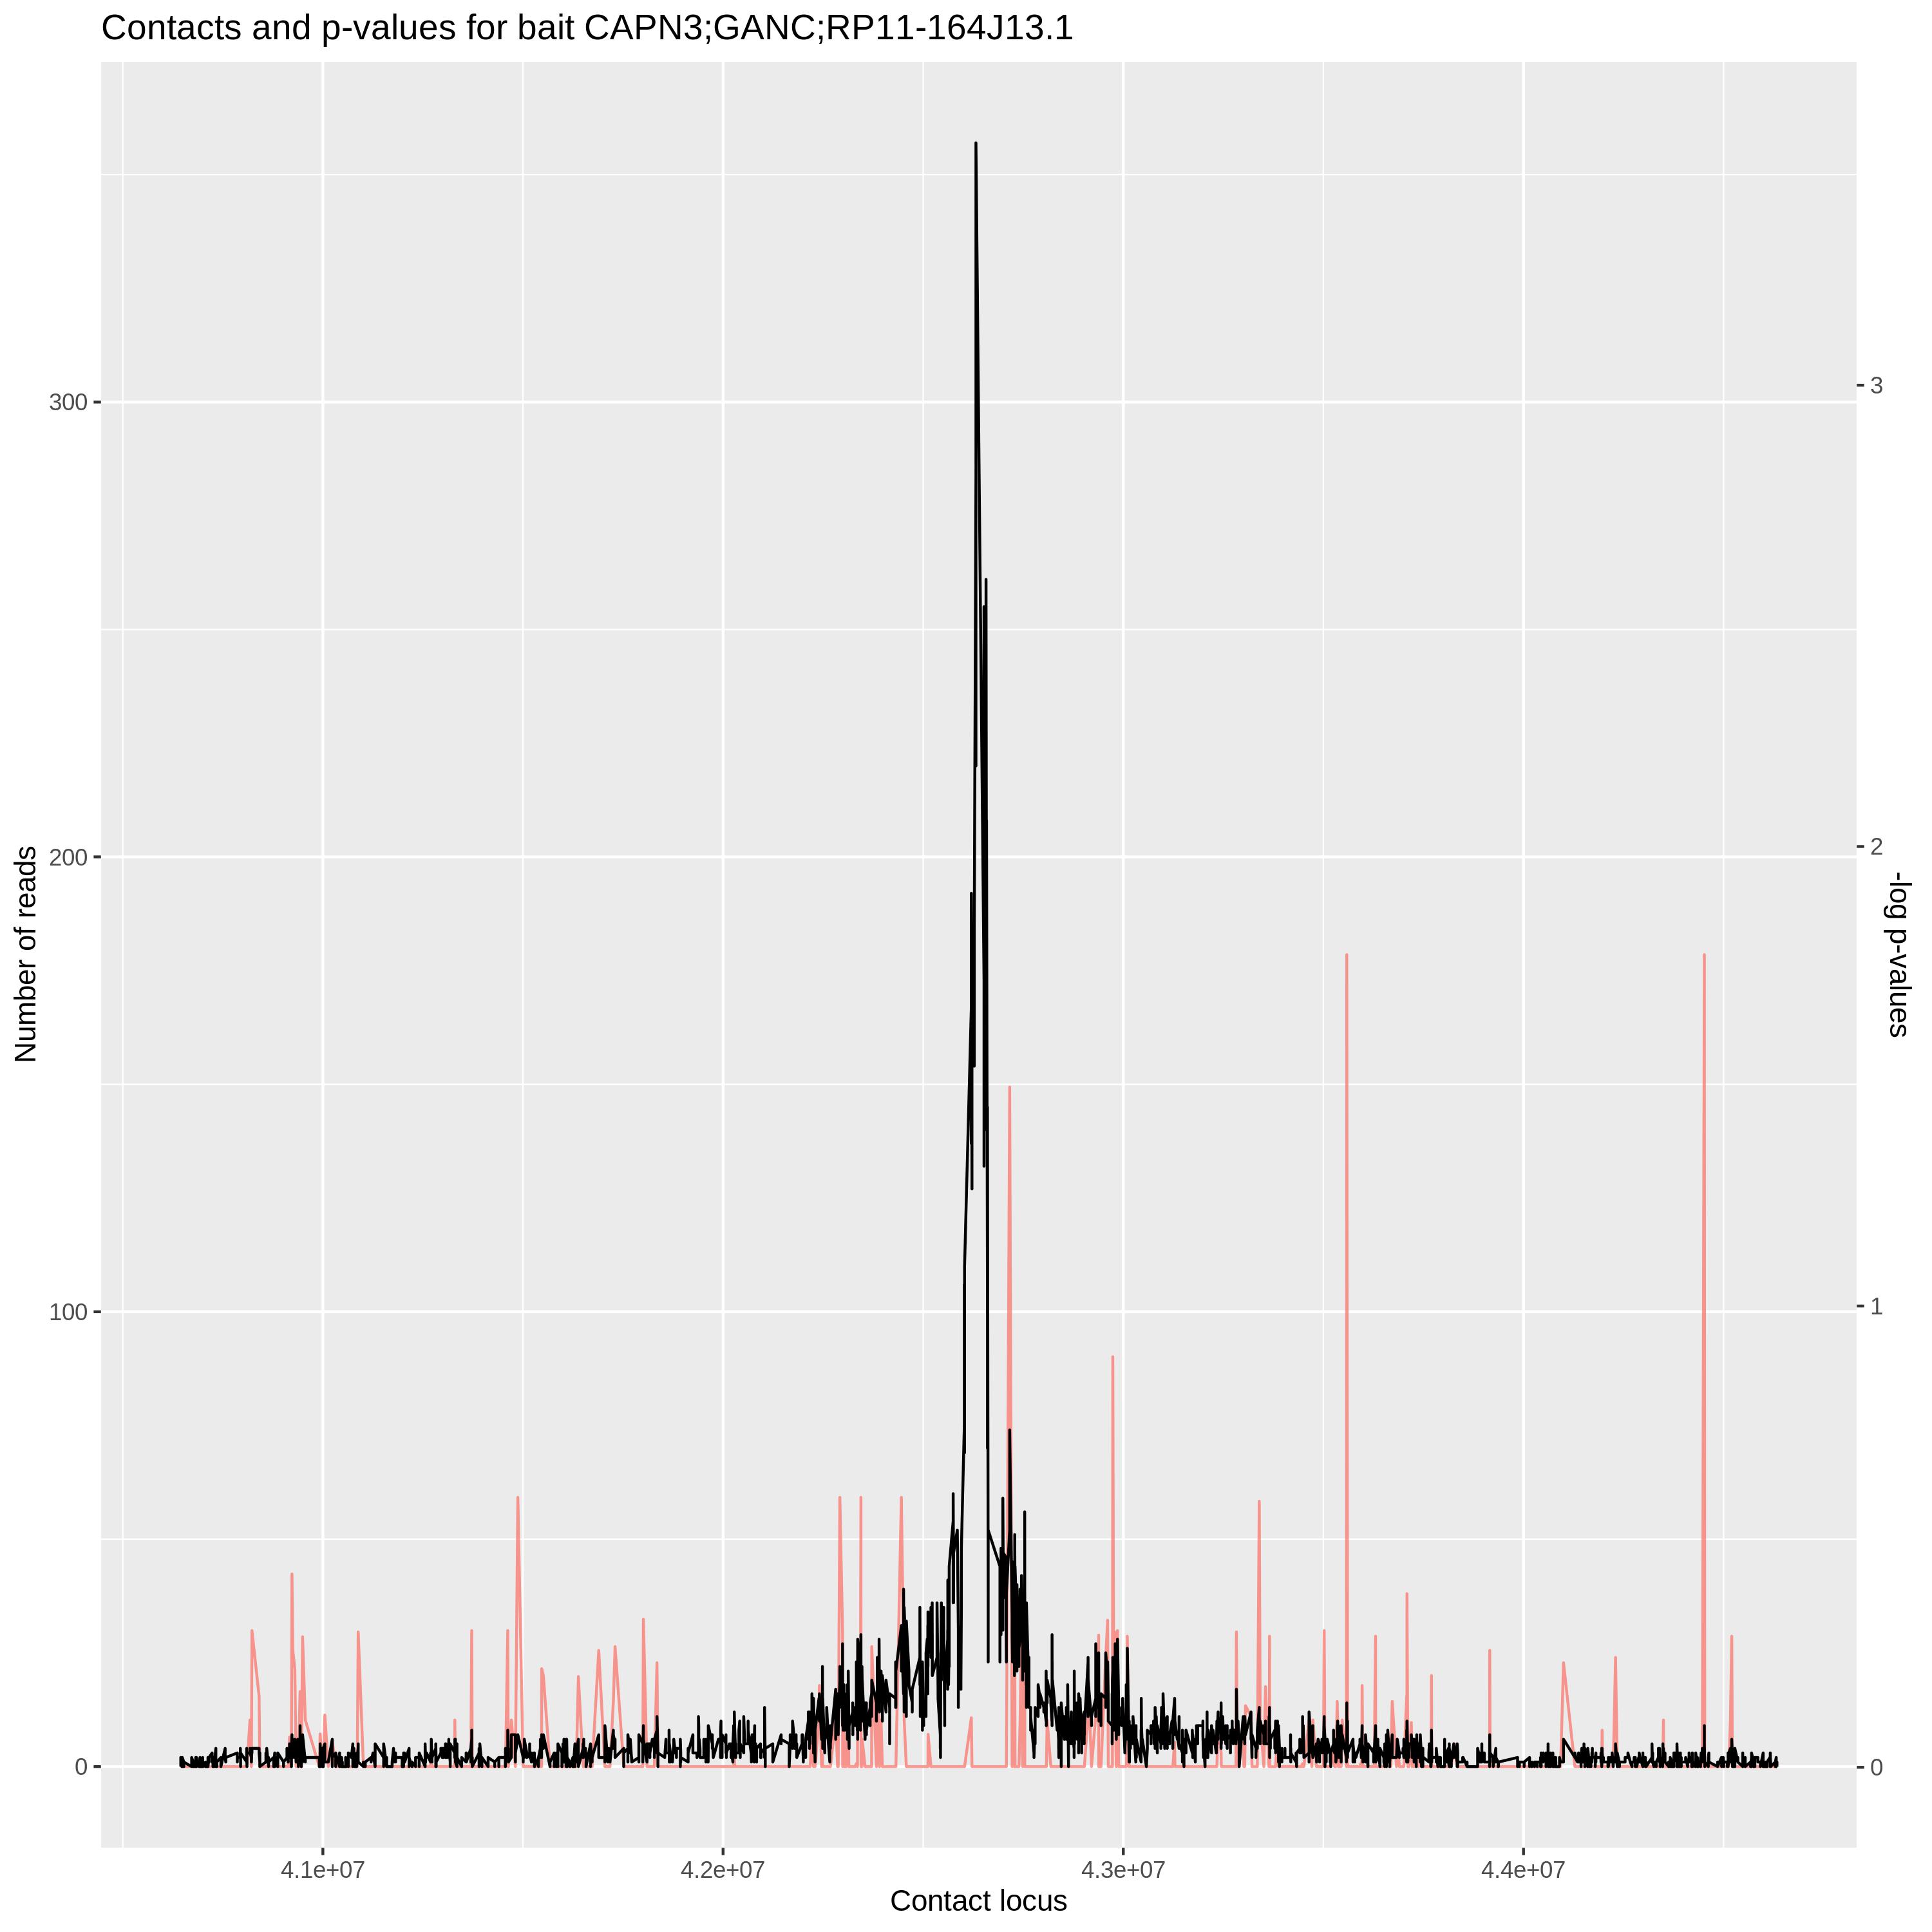 Contacts and p-values for bait CAPN3;GANC;RP11-164J13.1
300
200
100
0
Number of reads
3
2
1
0
-log p-values
4.1e+07 4.2e+07 4.3e+07 4.4e+07
Contact locus